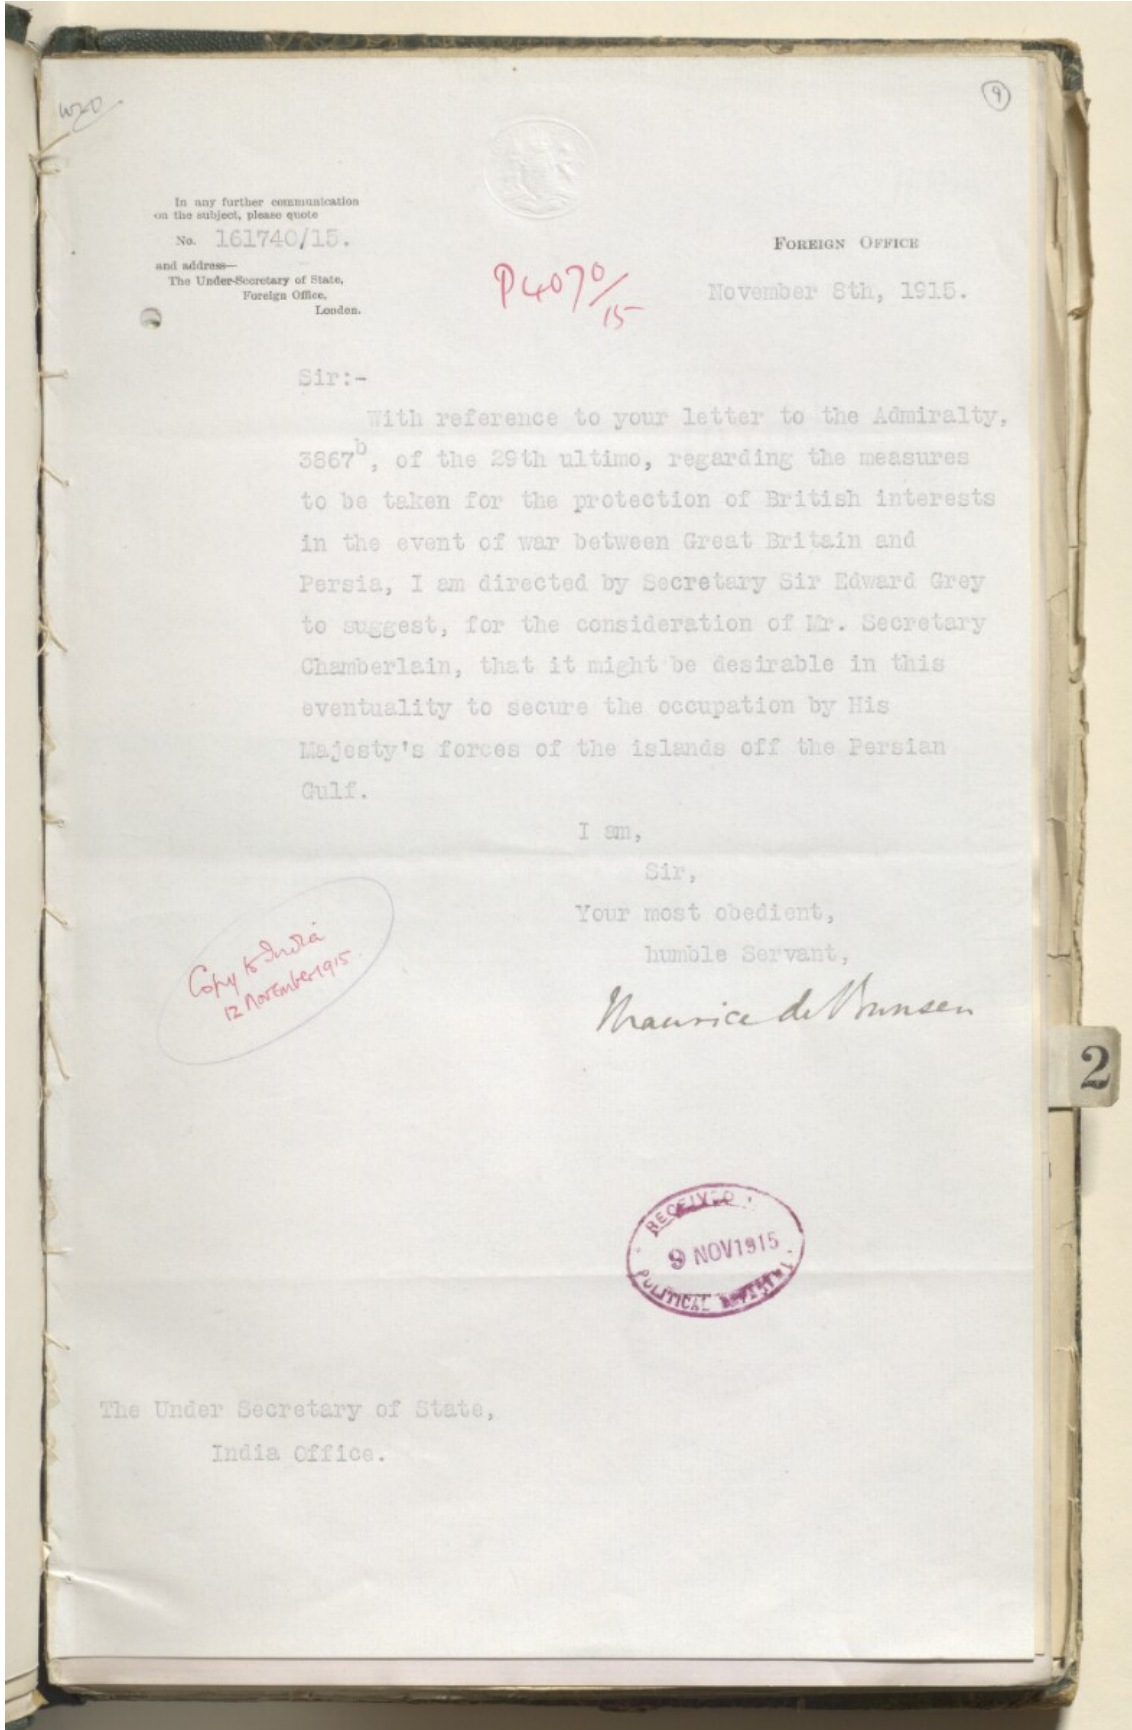 9
In any further communication
on the subject, please quote
No. 161740/15.
and address—
The Under-Secretary of State,
Foreign Office,
London.
FOREIGN OFFICE
P4070/15
November 8th, 1915.
Sir:-
With reference to your letter to the Admiralty,
3867b, of the 29th ultimo, regarding the measures
to be taken for the protection of British interests
in the event of war between Great Britain and
Persia, I am directed by Secretary Sir Edward Grey
to suggest, for the consideration of Mr. Secretary
Chamberlain, that it might be desirable in this
eventuality to secure the occupation by His
Majesty's forces of the islands off the Persian
Gulf.
I am,
Sir,
Your most obedient,
humble Servant,
Maurice de Bunsen
Copy to India
12 November 1915.
2
RECEIVED
9 NOV 1915
POLITICAL DEPARTMT
The Under Secretary of State,
India Office.